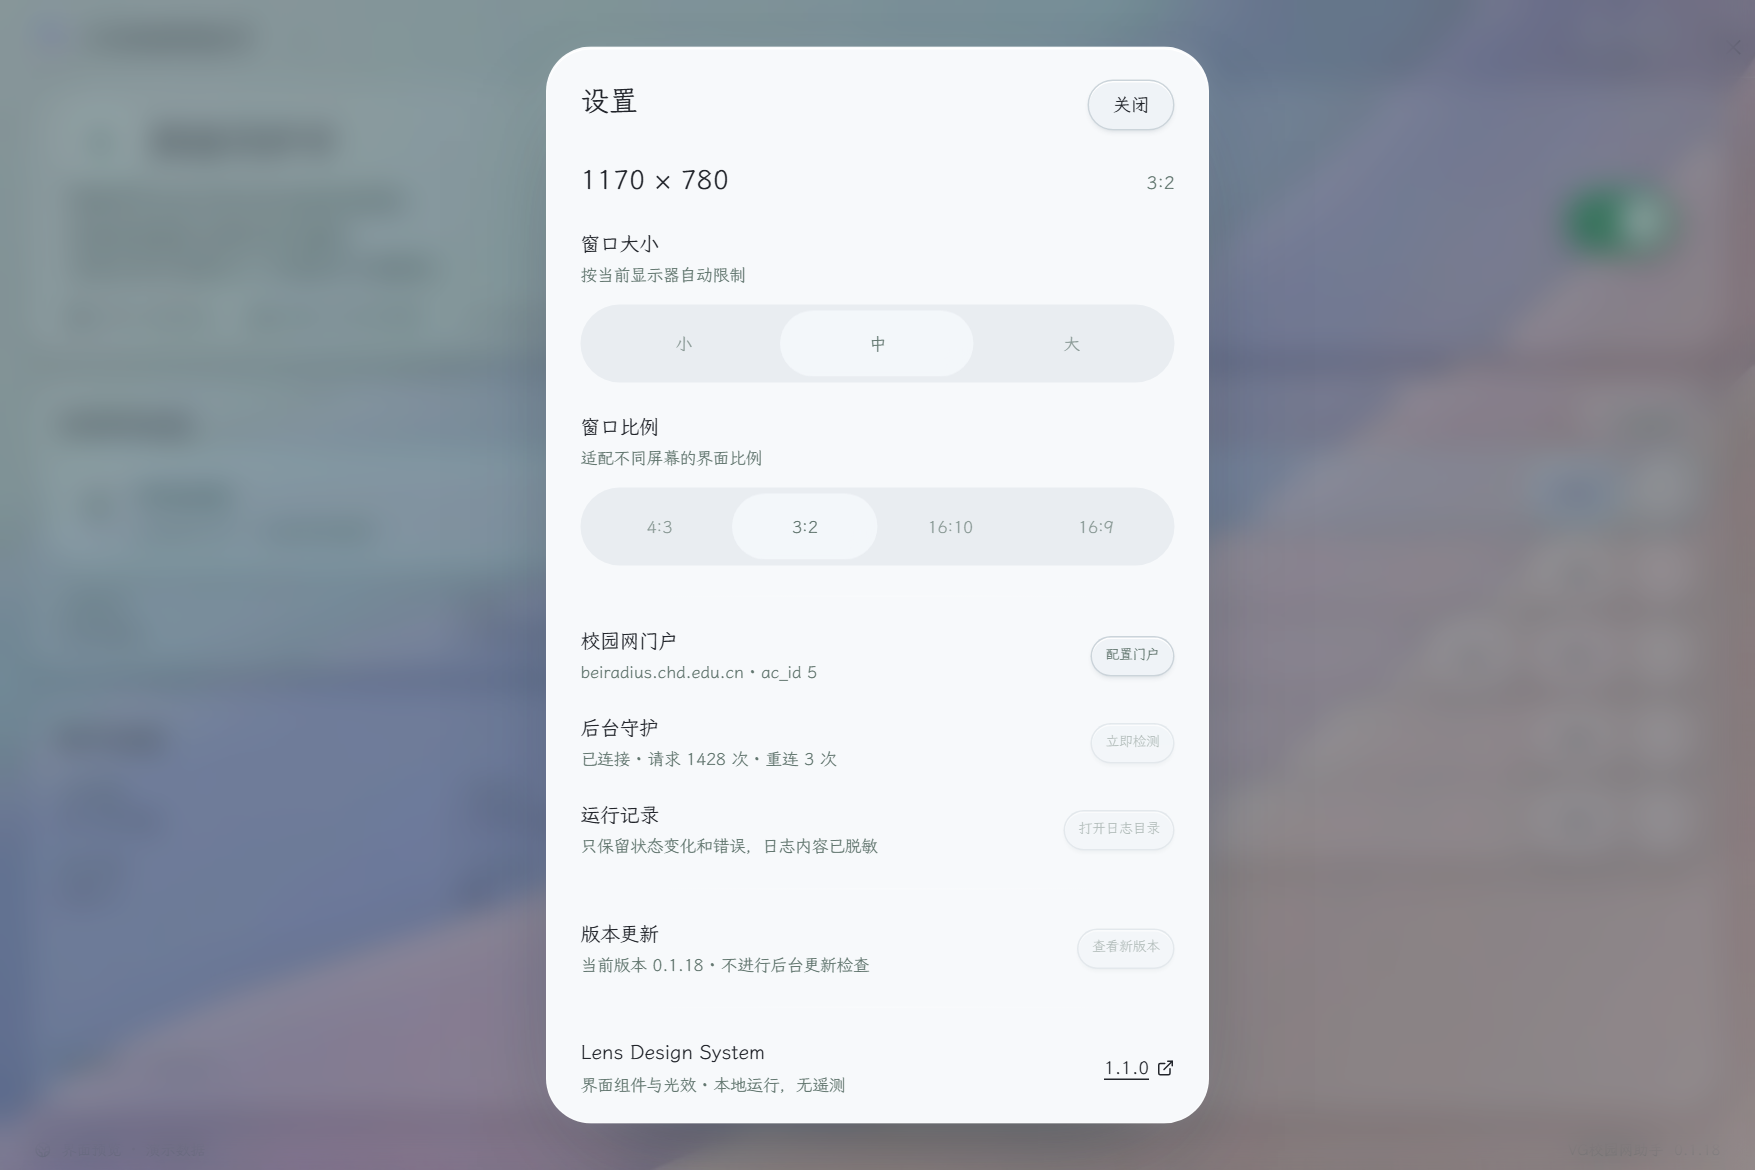 设置
关闭
1170 × 780
3:2
窗口大小
按当前显示器自动限制
小
中
大
窗口比例
适配不同屏幕的界面比例
4:3
3:2
16:10
16:9
校园网门户
beiradius.chd.edu.cn • ac_id 5
配置门户
后台守护
已连接 • 请求 1428 次 • 重连 3 次
立即检测
运行记录
只保留状态变化和错误，日志内容已脱敏
打开日志目录
版本更新
当前版本 0.1.18 • 不进行后台更新检查
查看新版本
Lens Design System
界面组件与光效 • 本地运行，无遥测
1.1.0